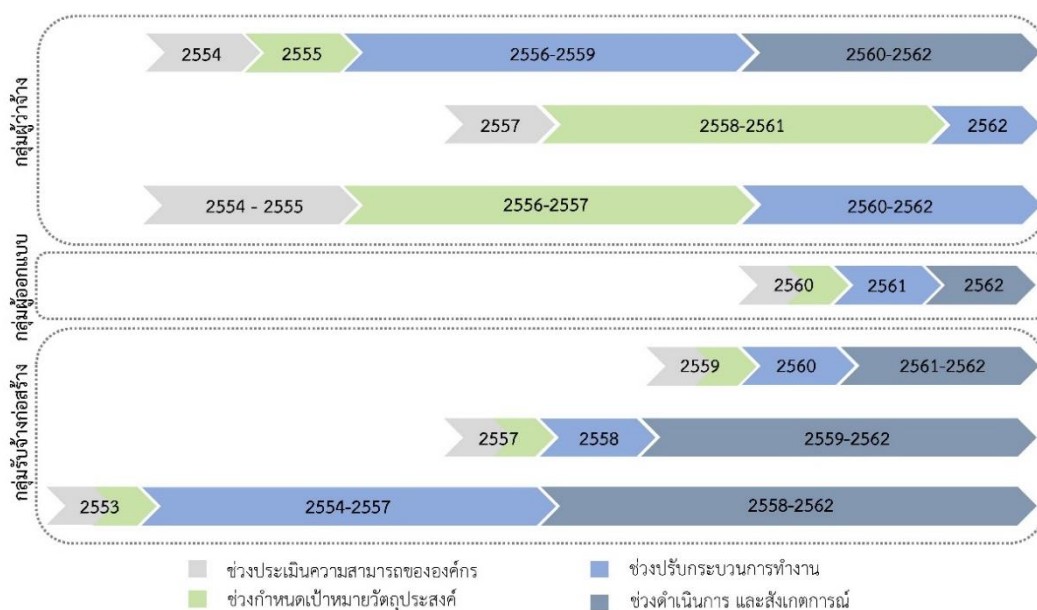 กลุ่มผู้ว่าจ้าง
2554 2555 2556-2559 2560-2562
2557 2558-2561 2562
2554 - 2555 2556-2557 2560-2562
กลุ่มผู้ออกแบบ
2560 2561 2562
กลุ่มรับจ้างก่อสร้าง
2559 2560 2561-2562
2557 2558 2559-2562
2553 2554-2557 2558-2562
ช่วงประเมินความสามารถขององค์กร
ช่วงปรับกระบวนการทำงาน
ช่วงกำหนดเป้าหมายวัตถุประสงค์
ช่วงดำเนินการ และสังเกตการณ์